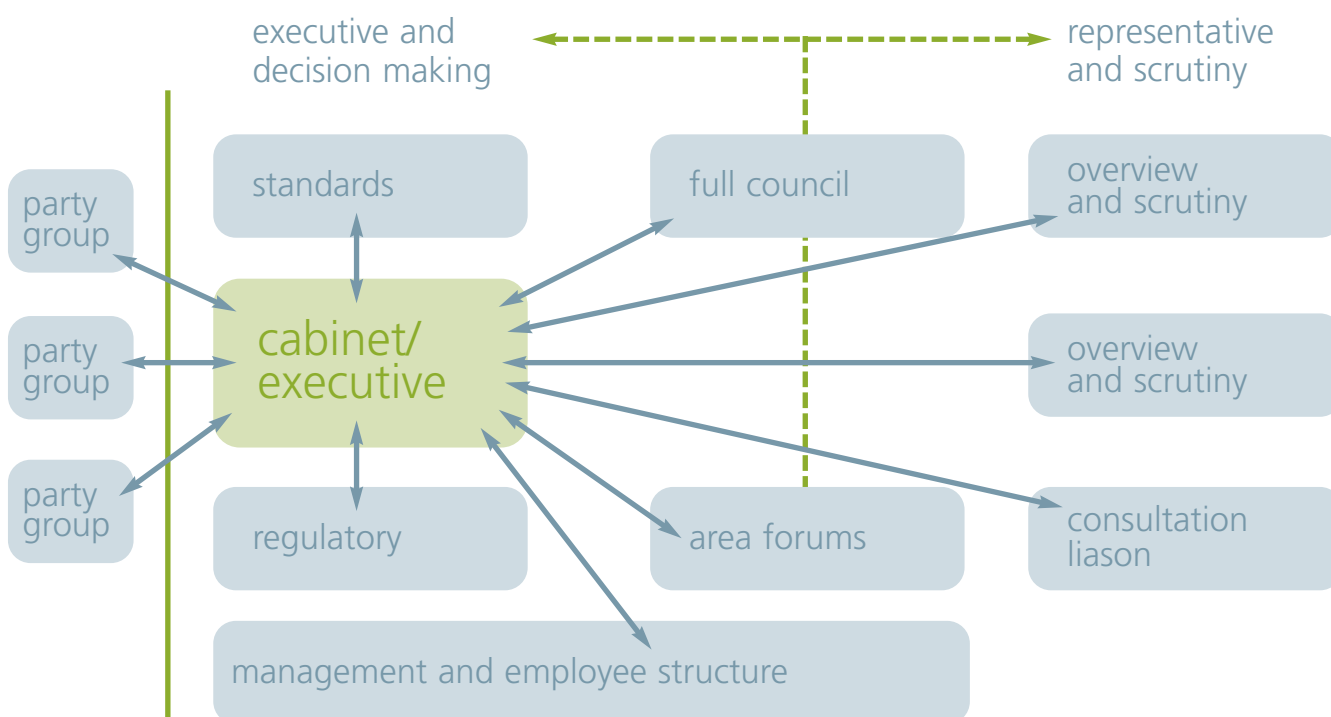 executive and
decision making
representative
and scrutiny
party
group
standards
full council
overview
and scrutiny
party
group
cabinet/
executive
overview
and scrutiny
party
group
regulatory
area forums
consultation
liason
management and employee structure